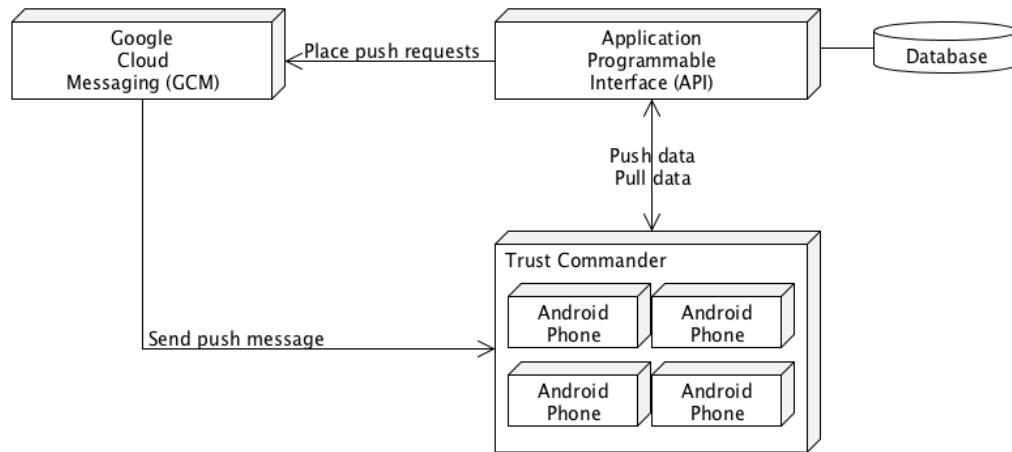 Google
Cloud
Messaging (GCM)
Place push requests
Application
Programmable
Interface (API)
Database
Push data
Pull data
Trust Commander
Android
Phone
Android
Phone
Send push message
Android
Phone
Android
Phone